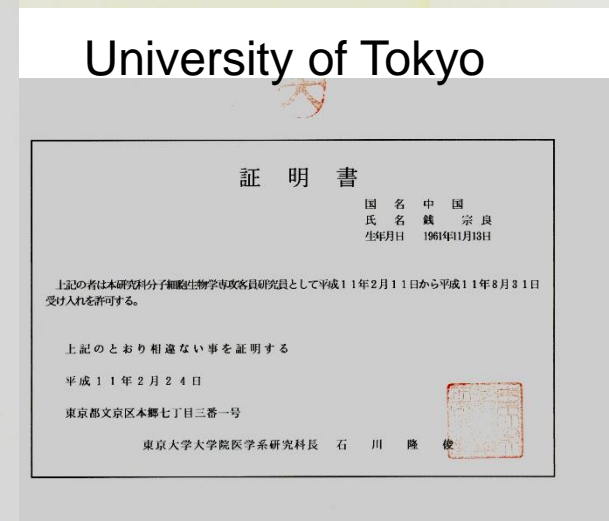 University of Tokyo
証　明　書
国　名　中　国
氏　名　銭　宗良
生年月日　1961年11月13日
上記の者は本研究科分子細胞生物学専攻客員研究員として平成11年2月11日から平成11年8月31日
受け入れを許可する。
上記のとおり相違ない事を証明する
平成11年2月24日
東京都文京区本郷七丁目三番一号
東京大学大学院医学系研究科長　石　川　隆　俊